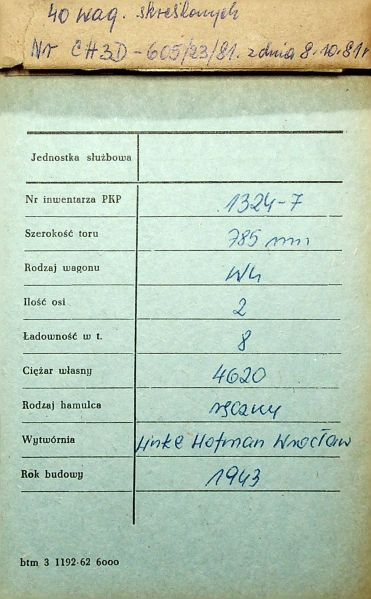 40 wag. skreślonych
Nr CH3D-605/23/81. z dnia 8.10.81r
Jednostka służbowa
Nr inwentarza PKP 1324-7
Szerokość toru 785 mm
Rodzaj wagonu Wh
Ilość osi 2
Ładowność w t. 8
Ciężar własny 4620
Rodzaj hamulca ręczny
Wytwórnia Linke Hofman Wrocław
Rok budowy 1943
btm 3 1192-62 6000